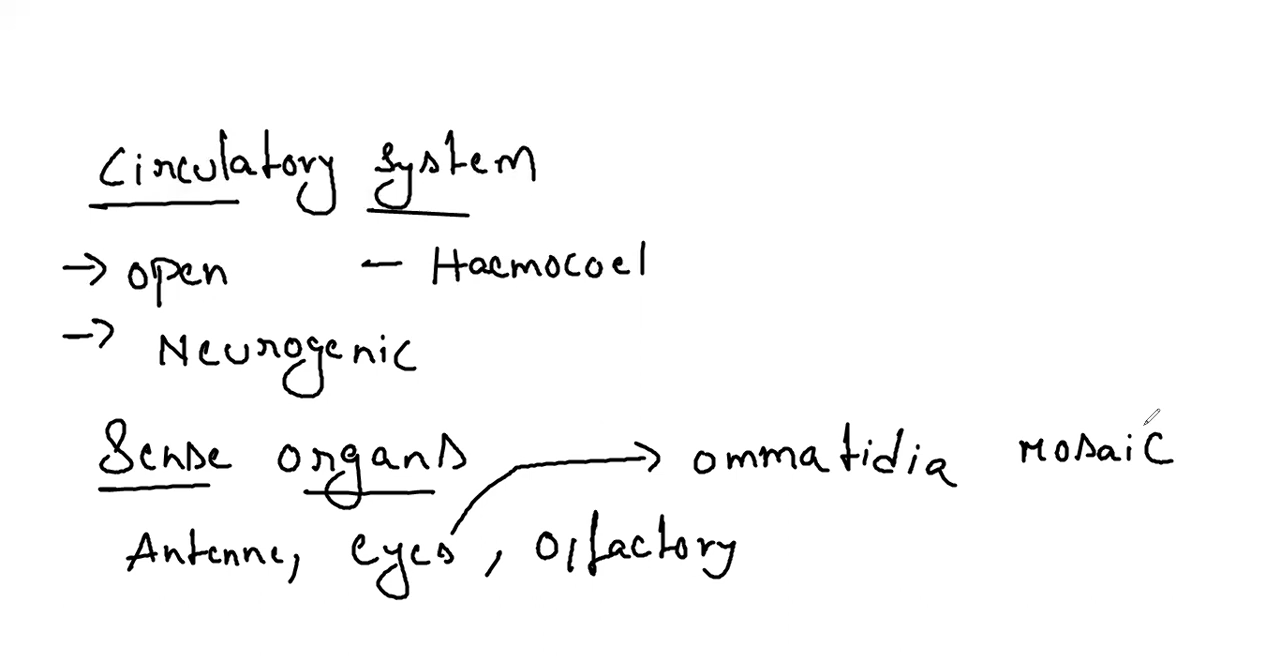 Circulatory System
→ open - Haemocoel
→ Neurogenic
Sense organs → ommatidia mosaic
Antenne, eyes, olfactory